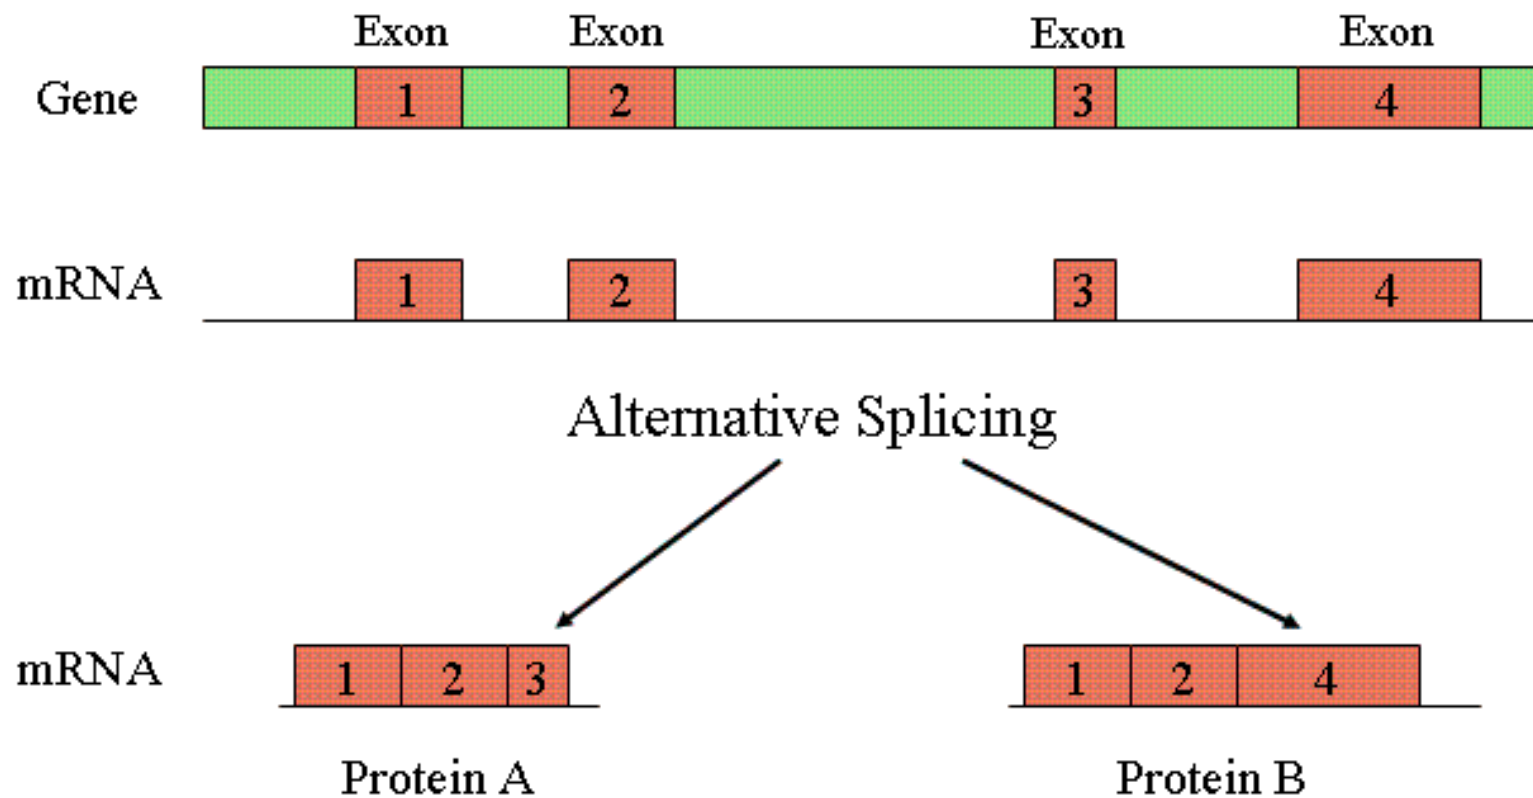 Exon Exon Exon Exon
Gene 1 2 3 4
mRNA 1 2 3 4
Alternative Splicing
mRNA 1 2 3 1 2 4
Protein A Protein B